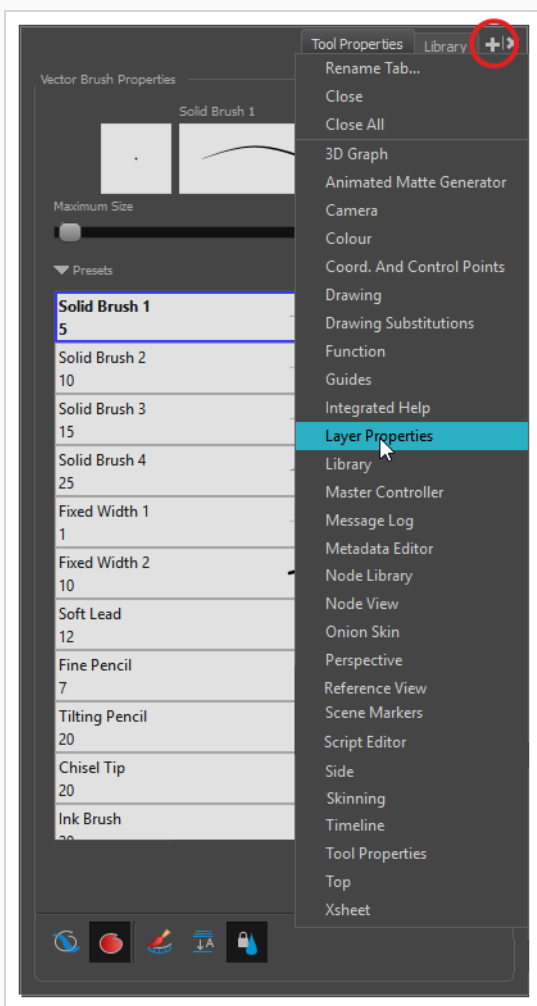 Tool Properties Library
Rename Tab...
Vector Brush Properties
Close
Solid Brush 1
Close All
3D Graph
Animated Matte Generator
Maximum Size
Camera
Colour
Presets
Coord. And Control Points
Drawing
Solid Brush 1
5
Drawing Substitutions
Function
Solid Brush 2
10
Guides
Solid Brush 3
15
Integrated Help
Layer Properties
Solid Brush 4
25
Library
Master Controller
Fixed Width 1
1
Message Log
Metadata Editor
Fixed Width 2
10
Node Library
Node View
Soft Lead
12
Onion Skin
Fine Pencil
7
Perspective
Reference View
Tilting Pencil
20
Scene Markers
Script Editor
Chisel Tip
20
Side
Skinning
Ink Brush
Timeline
Tool Properties
Top
Xsheet